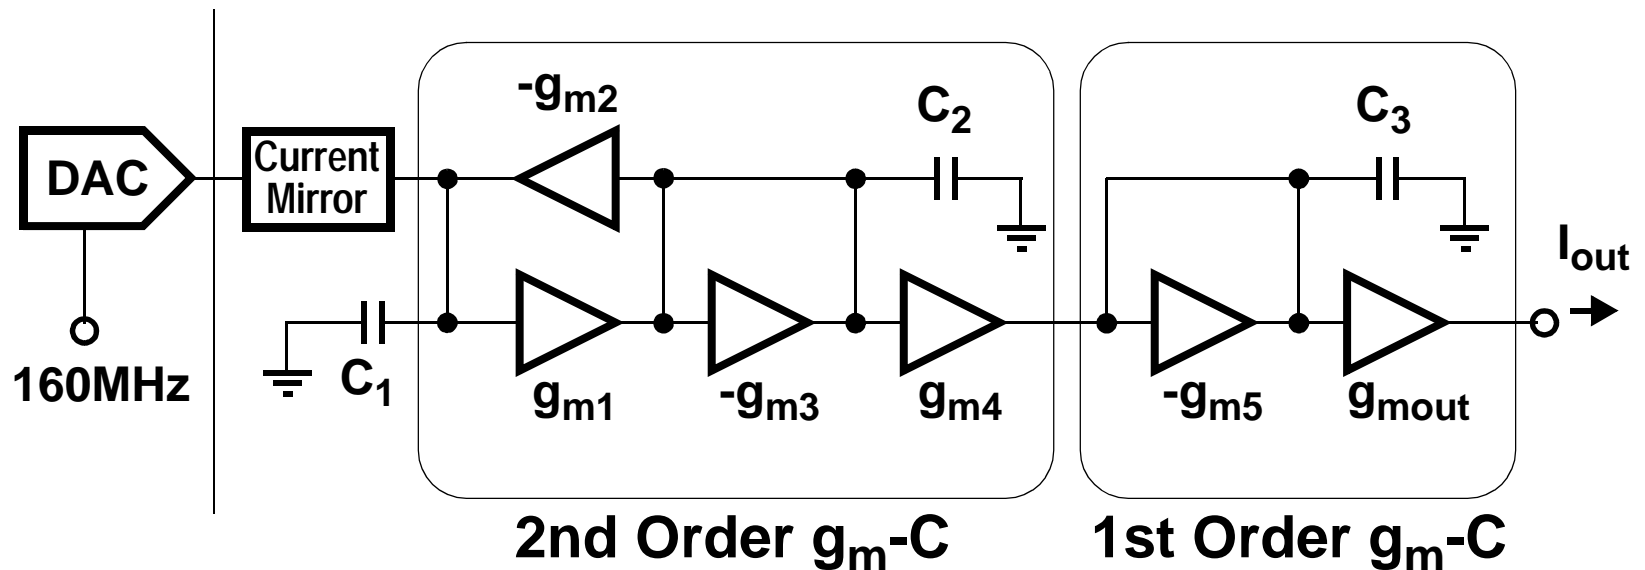 -gm2
C2
C3
DAC
Current
Mirror
Iout
160MHz
C1
gm1
-gm3
gm4
-gm5
gmout
2nd Order gm-C
1st Order gm-C